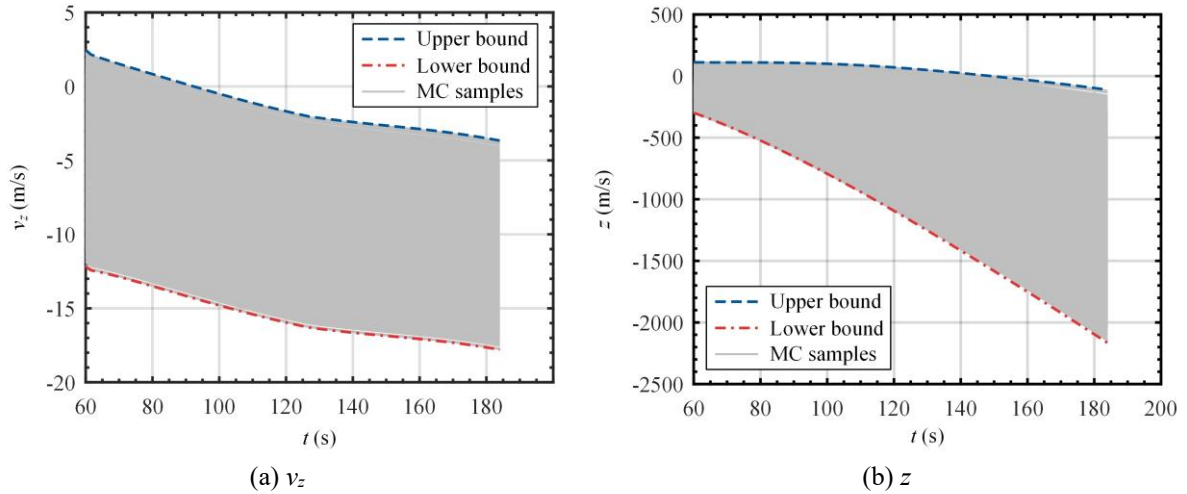 5
0
-5
-10
-15
-20
v_z (m/s)
60 80 100 120 140 160 180
t (s)
Upper bound
Lower bound
MC samples
(a) v_z
500
0
-500
-1000
-1500
-2000
-2500
z (m/s)
60 80 100 120 140 160 180 200
t (s)
Upper bound
Lower bound
MC samples
(b) z